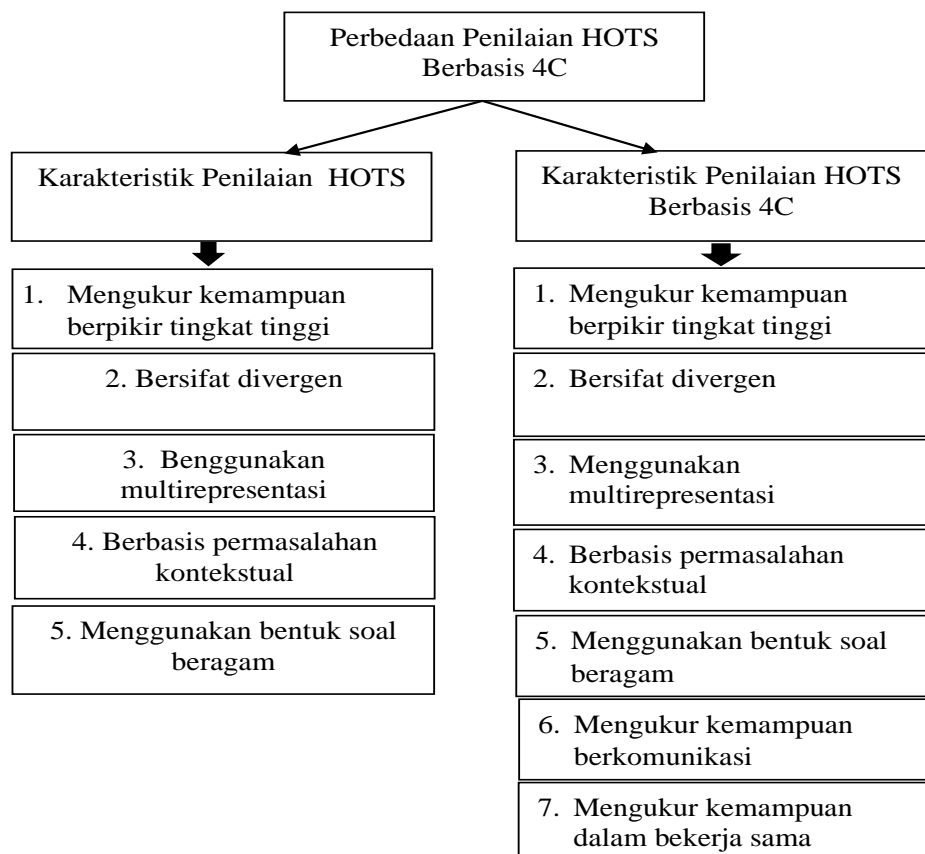 Perbedaan Penilaian HOTS
Berbasis 4C
Karakteristik Penilaian HOTS
1. Mengukur kemampuan
berpikir tingkat tinggi
2. Bersifat divergen
3. Benggunakan
multirepresentasi
4. Berbasis permasalahan
kontekstual
5. Menggunakan bentuk soal
beragam
Karakteristik Penilaian HOTS
Berbasis 4C
1. Mengukur kemampuan
berpikir tingkat tinggi
2. Bersifat divergen
3. Menggunakan
multirepresentasi
4. Berbasis permasalahan
kontekstual
5. Menggunakan bentuk soal
beragam
6. Mengukur kemampuan
berkomunikasi
7. Mengukur kemampuan
dalam bekerja sama